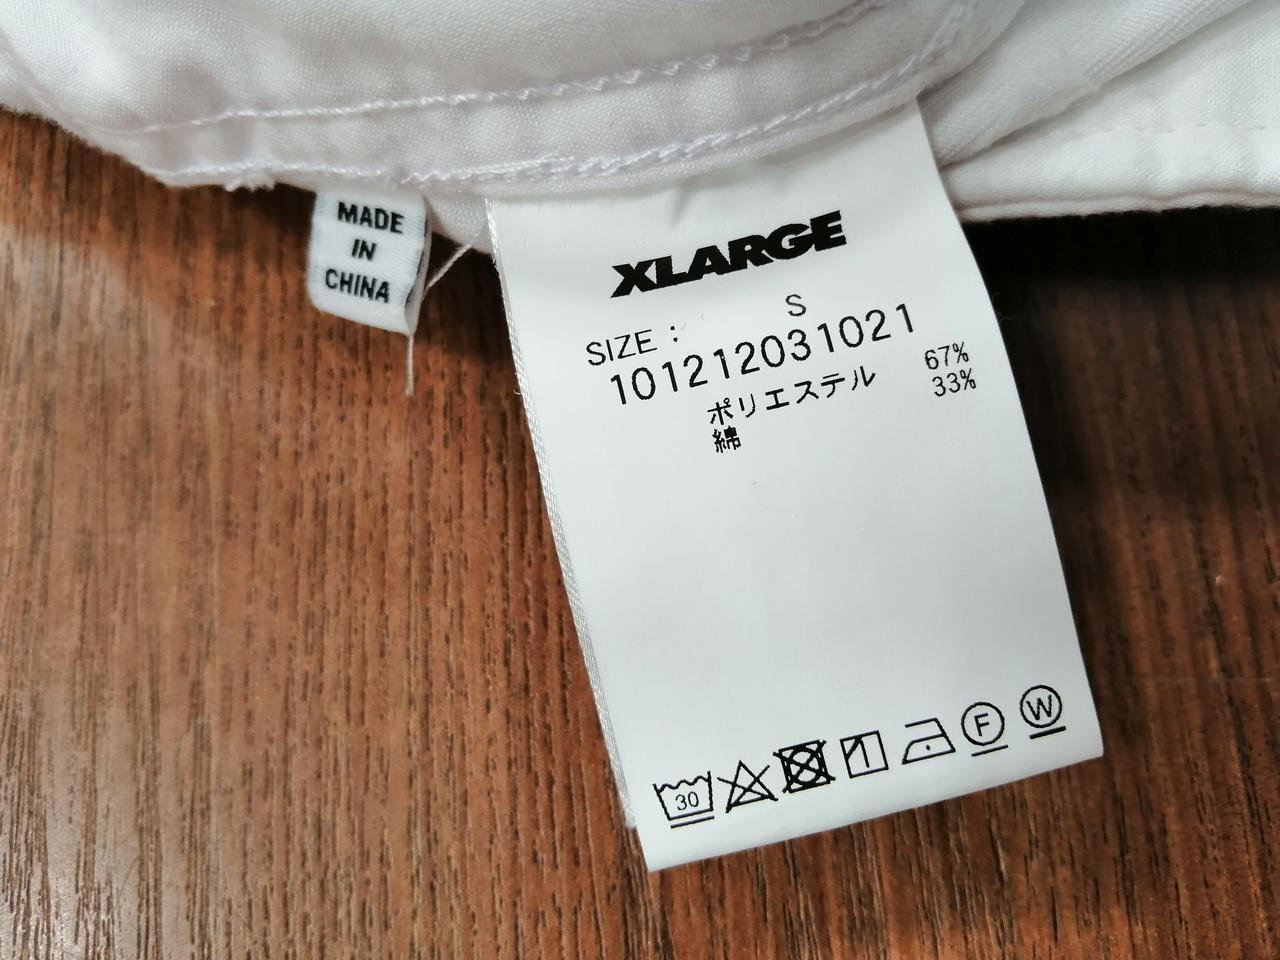 MADE
IN
CHINA
XLARGE
SIZE : S
101212031021
ポリエステル 67%
綿 33%
30
F
W